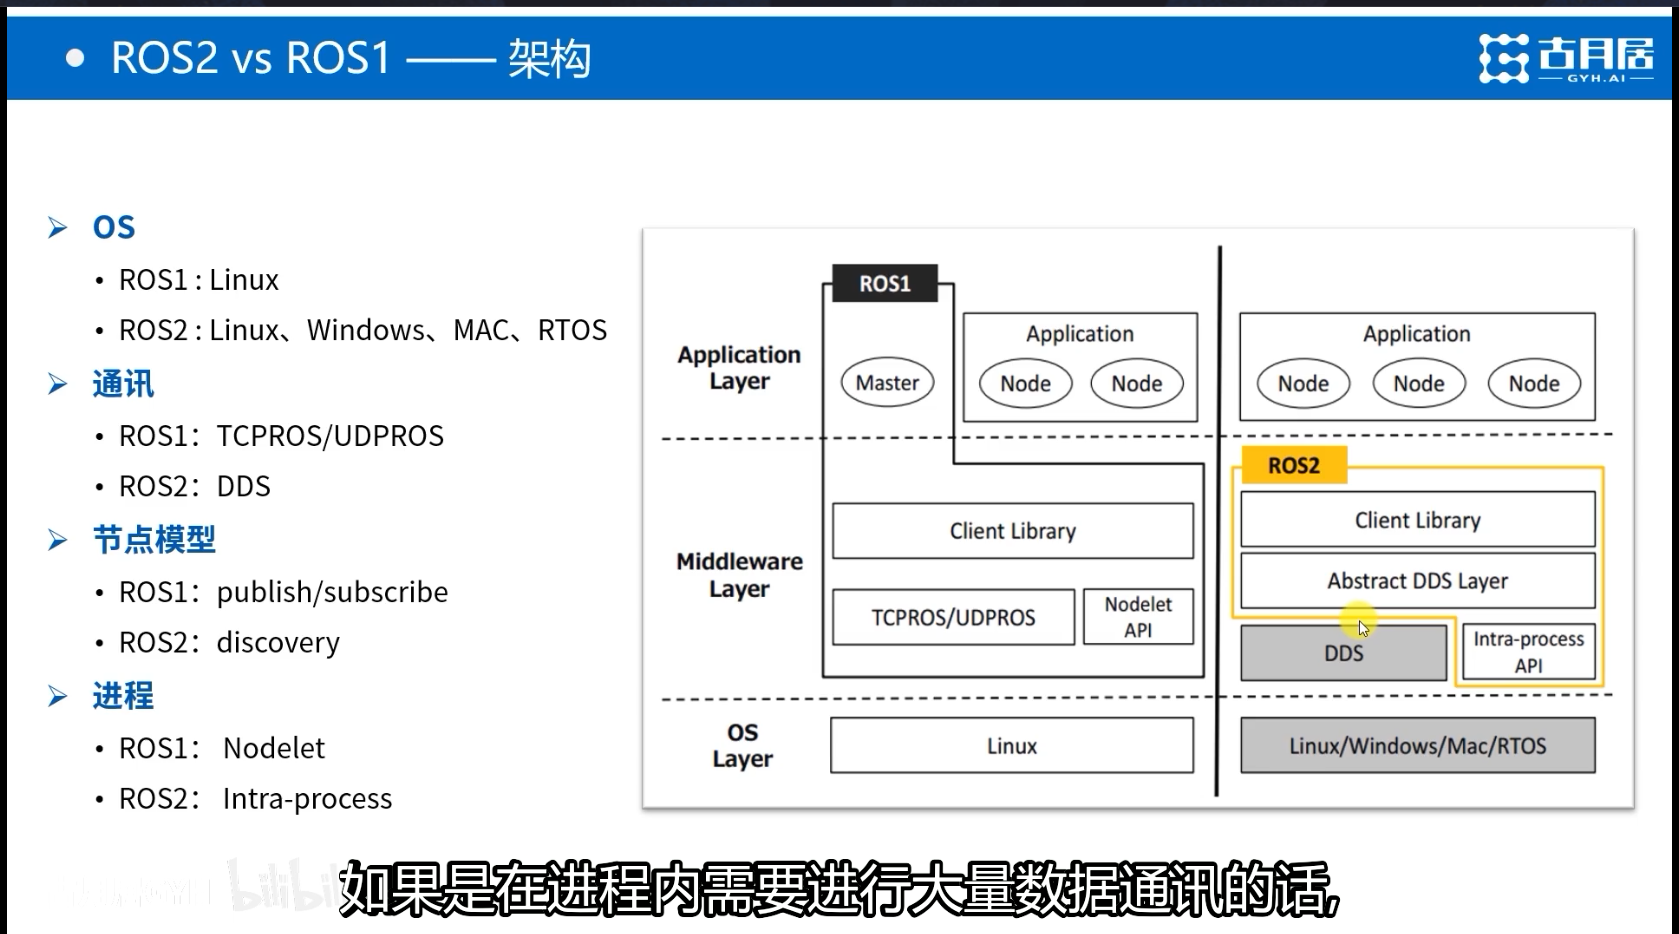 • ROS2 vs ROS1 —— 架构
古月居
GYH.AI
➢ OS
• ROS1 : Linux
• ROS2 : Linux、Windows、MAC、RTOS
➢ 通讯
• ROS1：TCPROS/UDPROS
• ROS2：DDS
➢ 节点模型
• ROS1：publish/subscribe
• ROS2：discovery
➢ 进程
• ROS1： Nodelet
• ROS2： Intra-process
ROS1
Application
Layer
Master
Application
Node Node
Application
Node Node Node
Middleware
Layer
Client Library
TCPROS/UDPROS
Nodelet
API
ROS2
Client Library
Abstract DDS Layer
DDS
Intra-process
API
OS
Layer
Linux
Linux/Windows/Mac/RTOS
bilibili
如果是在进程内需要进行大量数据通讯的话,